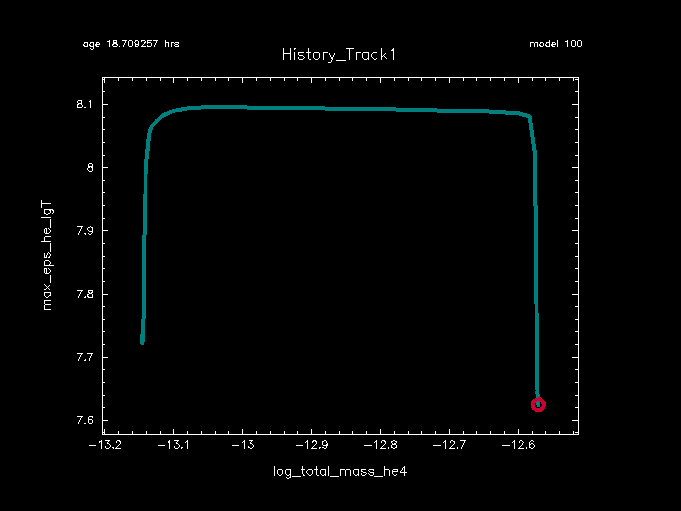 age 18.709257 hrs
model 100
History_Track1
max_eps_he_lgT
8.1
8
7.9
7.8
7.7
7.6
−13.2 −13.1 −13 −12.9 −12.8 −12.7 −12.6
log_total_mass_he4